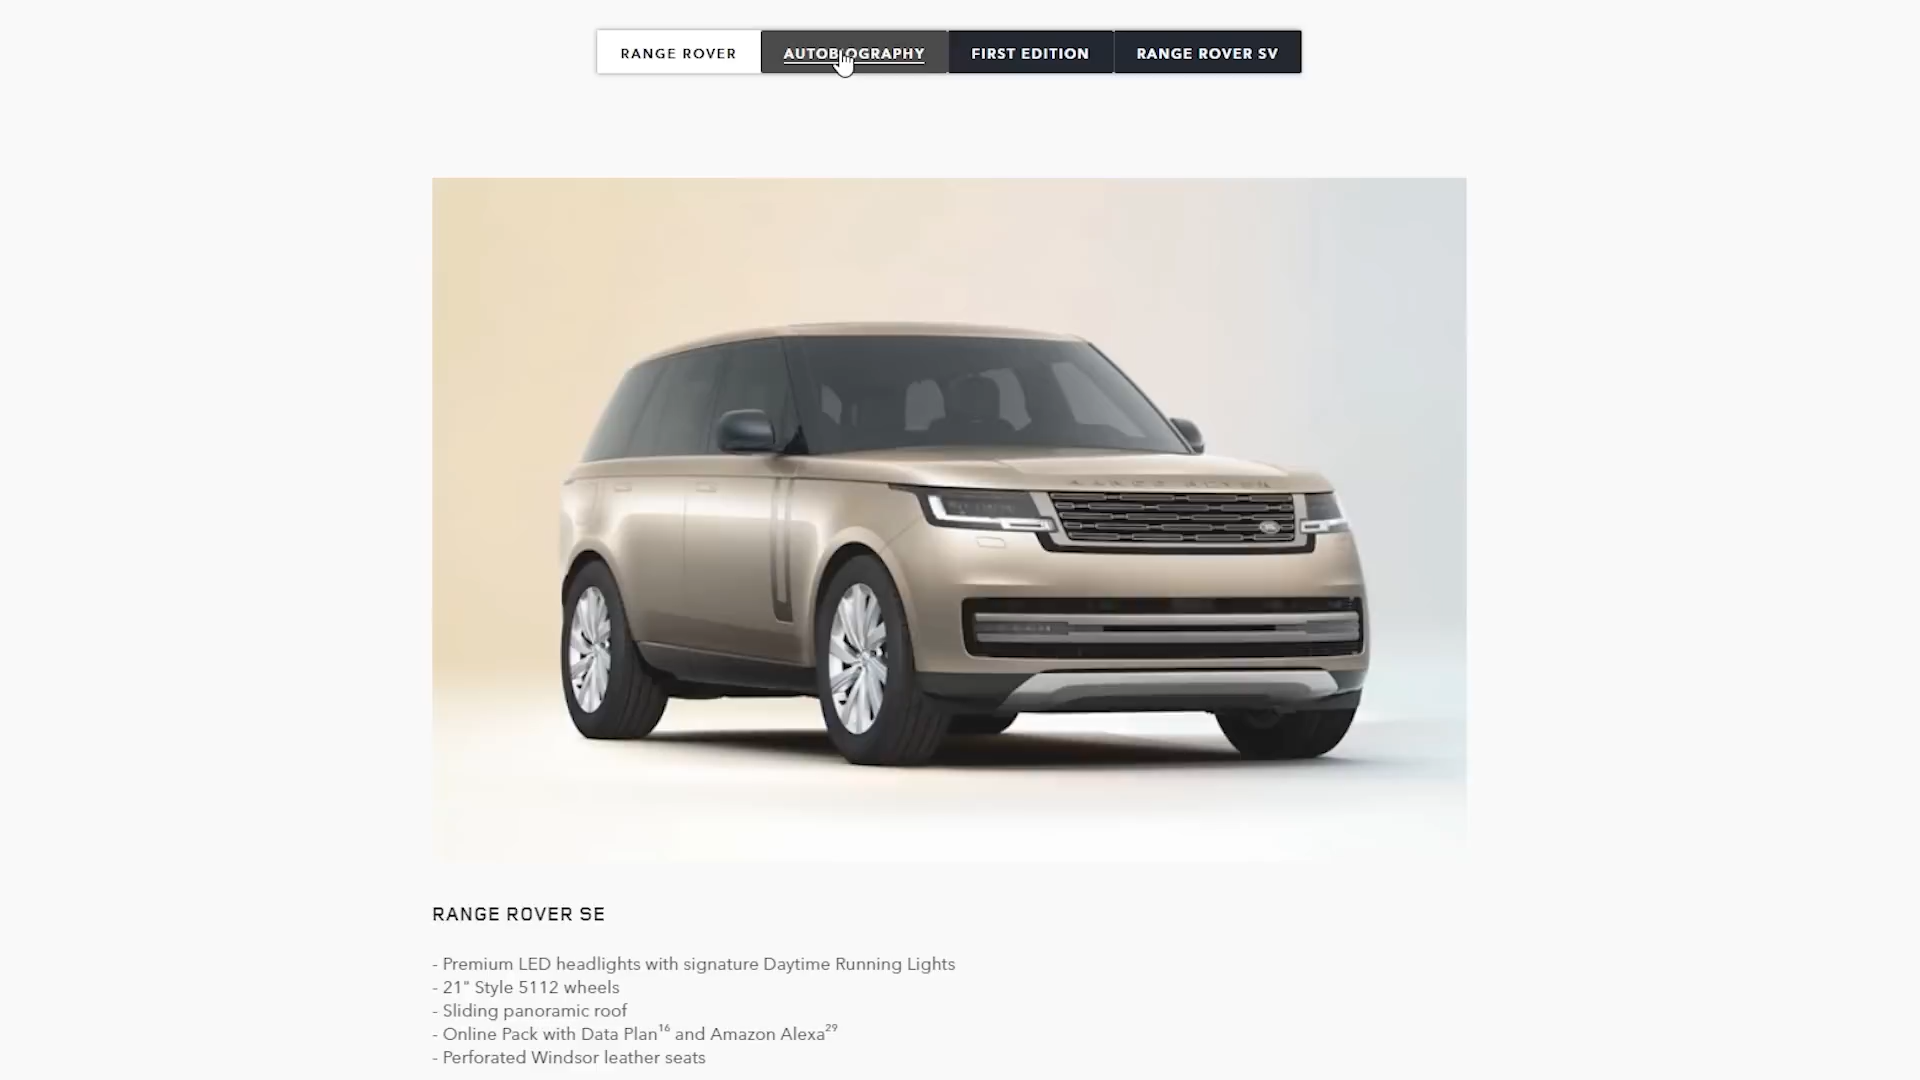 RANGE ROVER
AUTOBIOGRAPHY
FIRST EDITION
RANGE ROVER SV
RANGE ROVER
RANGE ROVER SE
- Premium LED headlights with signature Daytime Running Lights
- 21" Style 5112 wheels
- Sliding panoramic roof
- Online Pack with Data Plan16 and Amazon Alexa29
- Perforated Windsor leather seats